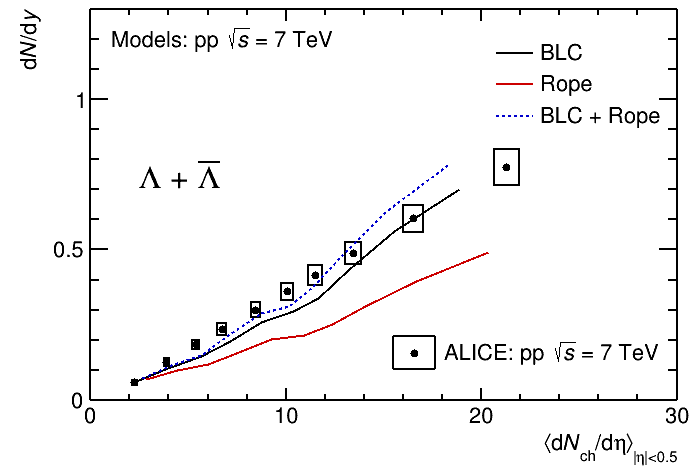 dN/dy
Models: pp √s = 7 TeV
BLC
Rope
BLC + Rope
Λ + Λ̅
1
0.5
0
ALICE: pp √s = 7 TeV
0 10 20 30
⟨dN_ch/dη⟩_|η|<0.5